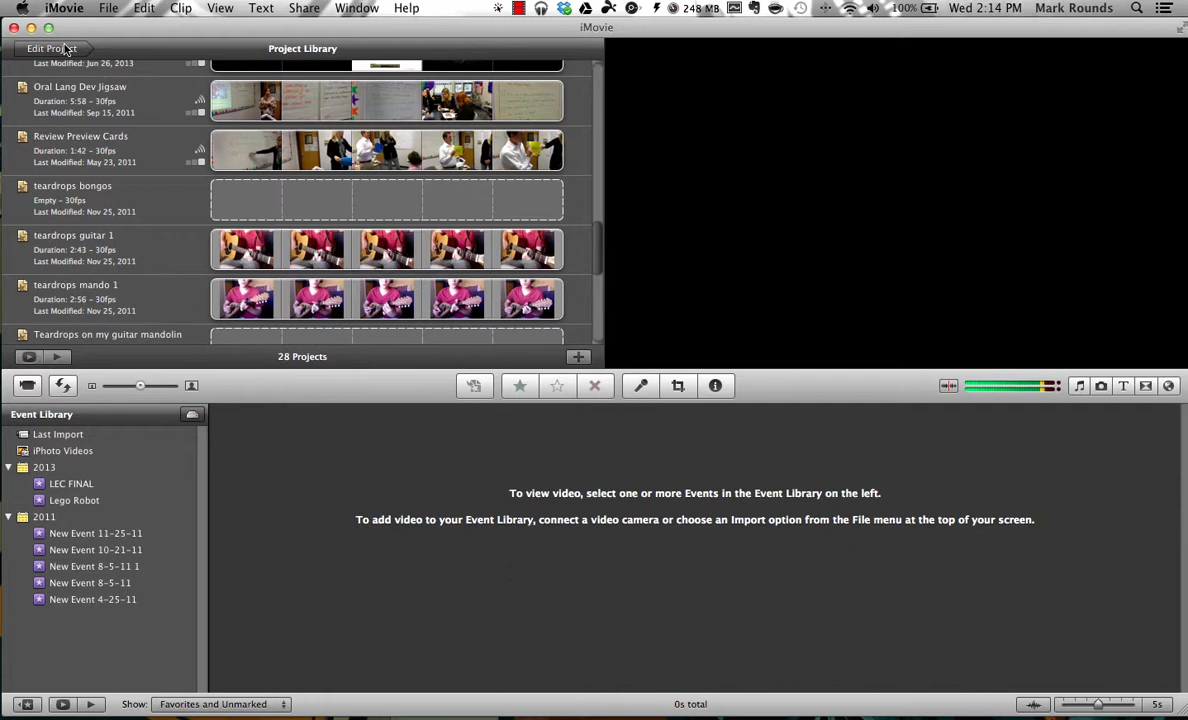 iMovie File Edit Clip View Text Share Window Help 248 MB 100% Wed 2:14 PM Mark Rounds
iMovie
Edit Project
Project Library
Last Modified: Jun 26, 2013
Oral Lang Dev Jigsaw
Duration: 5:58 – 30fps
Last Modified: Sep 15, 2011
Review Preview Cards
Duration: 1:42 – 30fps
Last Modified: May 23, 2011
teardrops bongos
Empty – 30fps
Last Modified: Nov 25, 2011
teardrops guitar 1
Duration: 2:43 – 30fps
Last Modified: Nov 25, 2011
teardrops mando 1
Duration: 2:56 – 30fps
Last Modified: Nov 25, 2011
Teardrops on my guitar mandolin
28 Projects
Event Library
Last Import
iPhoto Videos
2013
LEC FINAL
Lego Robot
2011
New Event 11-25-11
New Event 10-21-11
New Event 8-5-11 1
New Event 8-5-11
New Event 4-25-11
To view video, select one or more Events in the Event Library on the left.
To add video to your Event Library, connect a video camera or choose an Import option from the File menu at the top of your screen.
Show: Favorites and Unmarked
0s total
5s